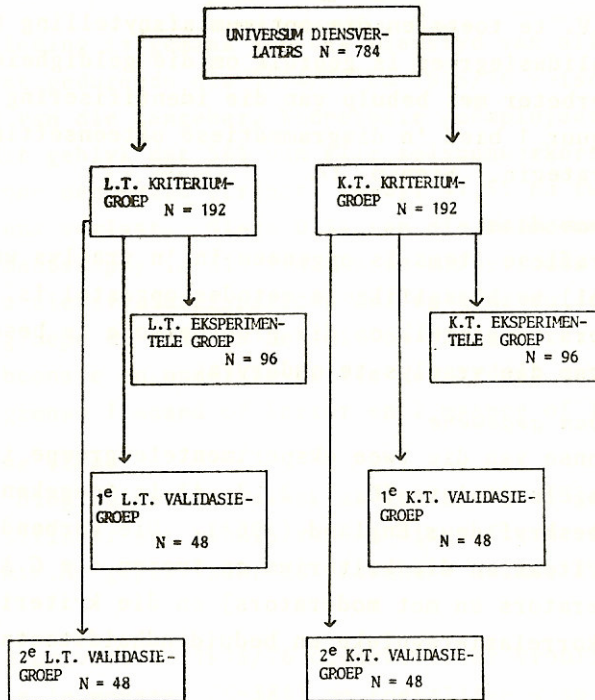 UNIVERSUM DIENSVER-
LATERS N = 784
L.T. KRITERIUM-
GROEP N = 192
K.T. KRITERIUM-
GROEP N = 192
L.T. EKSPERIMEN-
TELE GROEP
N = 96
K.T. EKSPERIMEN-
TELE GROEP
N = 96
1e L.T. VALIDASIE-
GROEP
N = 48
1e K.T. VALIDASIE-
GROEP
N = 48
2e L.T. VALIDASIE-
GROEP
N = 48
2e K.T. VALIDASIE-
GROEP
N = 48